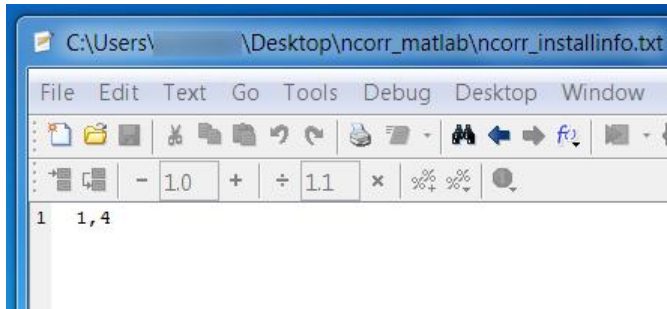 C:\Users\ \Desktop\ncorr_matlab\ncorr_installinfo.txt
File Edit Text Go Tools Debug Desktop Window
- 1.0 + ÷ 1.1 ×
1 1,4